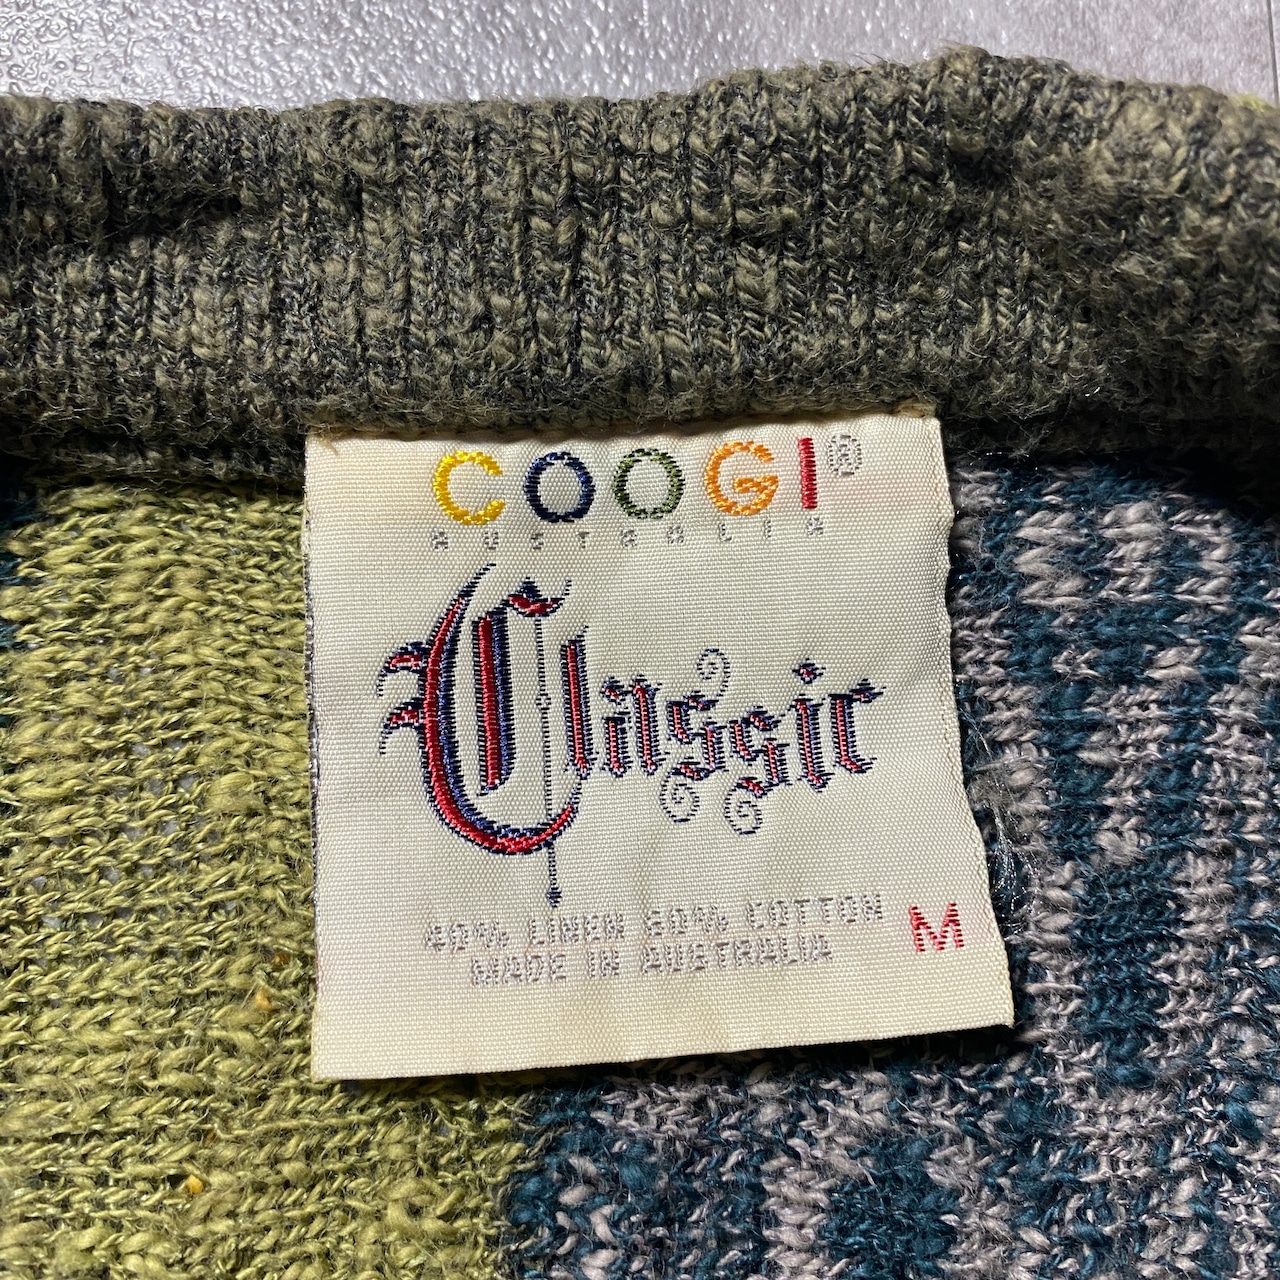 COOGI®
AUSTRALIA
Classic
40% LINEN 60% COTTON
MADE IN AUSTRALIA
M